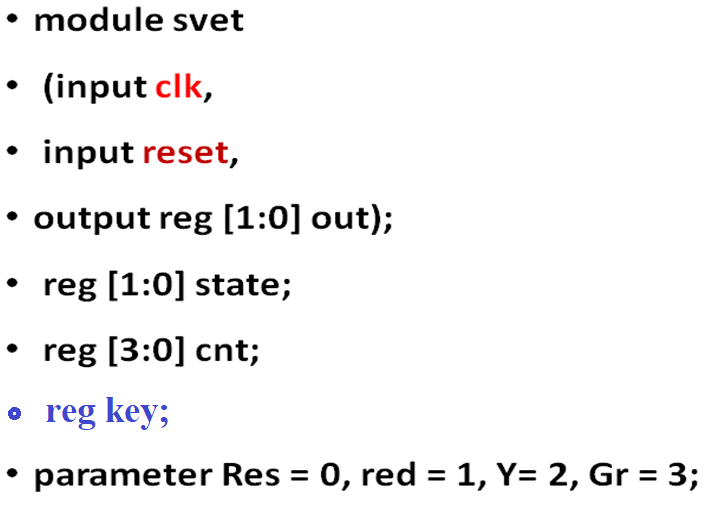 • module svet
• (input clk,
• input reset,
• output reg [1:0] out);
• reg [1:0] state;
• reg [3:0] cnt;
• reg key;
• parameter Res = 0, red = 1, Y= 2, Gr = 3;